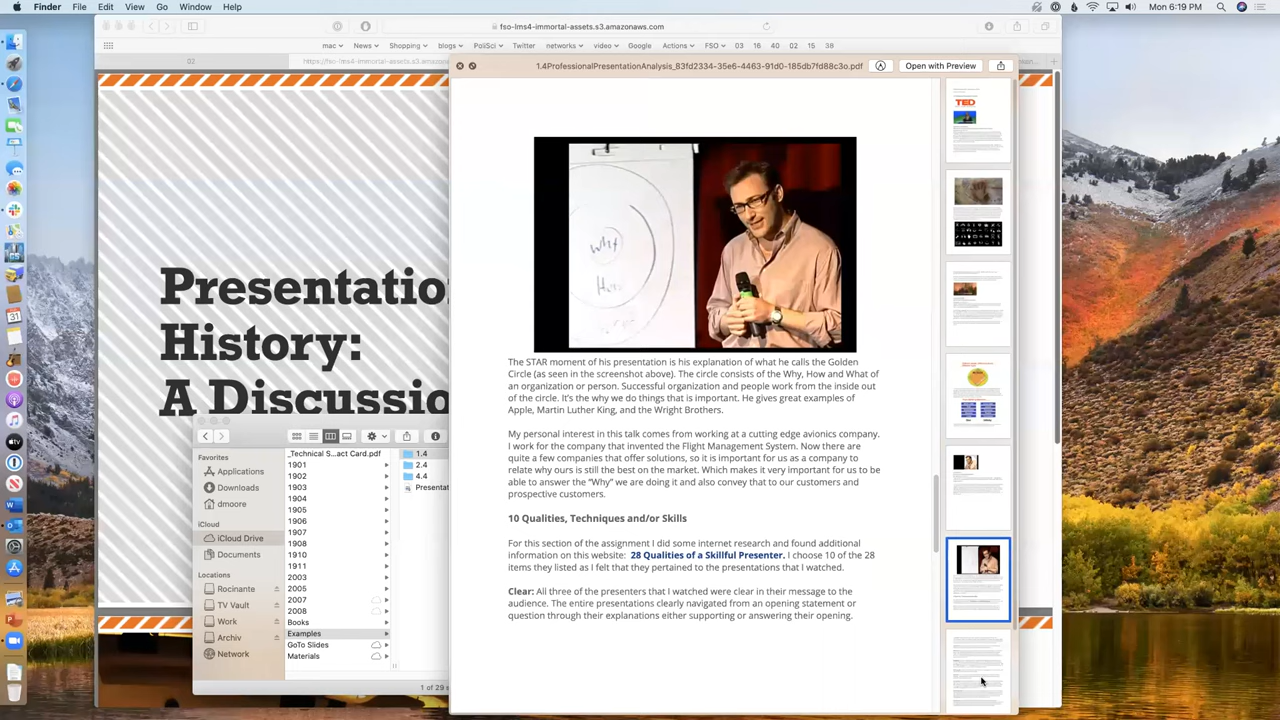 Finder File Edit View Go Window Help
Mon 6:19 PM
fso-lms4-immortal-assets.s3.amazonaws.com
mac News Shopping blogs PoliSci Twitter networks video Google Actions FSO 03 16 40 02 15 38
02
https://fso-lms4-immortal-assets.s3.amazonaws.com/
1.4ProfessionalPresentationAnalysis_83fd2334-35e6-4463-91d0-185db7fd88c3o.pdf
Open with Preview
TED
why
How
Presentatio
History:
A Discussio
The STAR moment of his presentation is his explanation of what he calls the Golden
Circle (as seen in the screenshot above). The circle consists of the Why, How and What of
an organization or person. Successful organization and people work from the inside out
of the circle. It's the why we do things that is important. He gives great examples of
Apple, Martin Luther King, and the Wright Brothers.
My personal interest in this talk comes from working at a cutting edge avionics company.
I work for the company that invented the Flight Management System. Now there are
quite a few companies that offer solutions, so it is important for us as a company to
relate why ours is still the best on the market. Which makes it very important for us to be
able to answer the "Why" we are doing it and also convey that to our customers and
prospective customers.
10 Qualities, Techniques and/or Skills
For this section of the assignment I did some internet research and found additional
information on this website: 28 Qualities of a Skillful Presenter. I choose 10 of the 28
items they listed as I felt that they pertained to the presentations that I watched.
Clear: All three of the presenters that I watched were clear in their message to the
audience. The entire presentations clearly navigated from an opening statement or
question through their explanations either supporting or answering their opening.
Favorites
Applications
Downloads
dmoore
iCloud
iCloud Drive
Documents
Locations
Rocinante
TV Vault
Work
Archiv
Network
_Technical S...act Card.pdf
1901
1902
1903
1904
1905
1906
1907
1908
1910
1911
2003
2005
2007
2008
Books
Examples
GoTo Slides
Materials
1.4
2.4
4.4
Presentat
1 of 29 s
31